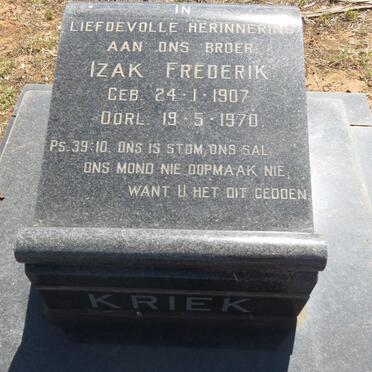 IN
LIEFDEVOLLE HERINNERING
AAN ONS BROER
IZAK FREDERIK
GEB. 24-1-1907
OORL. 19-5-1970
PS.39:10. ONS IS STOM, ONS SAL
ONS MOND NIE OOPMAAK NIE,
WANT U HET DIT GEDOEN
KRIEK